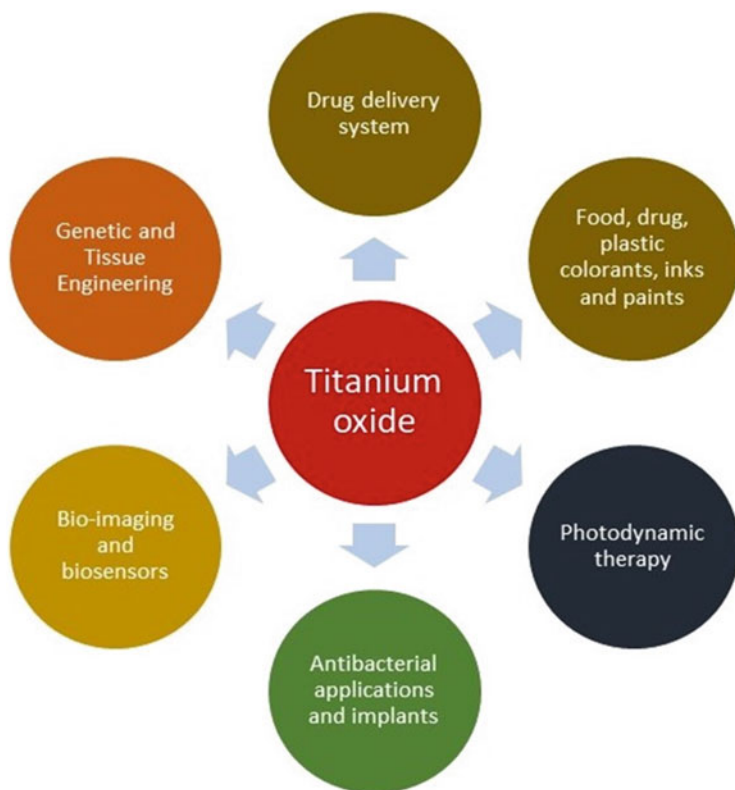 Drug delivery
system
Food, drug,
plastic
colorants, inks
and paints
Photodynamic
therapy
Antibacterial
applications
and implants
Bio-imaging
and
biosensors
Genetic and
Tissue
Engineering
Titanium
oxide